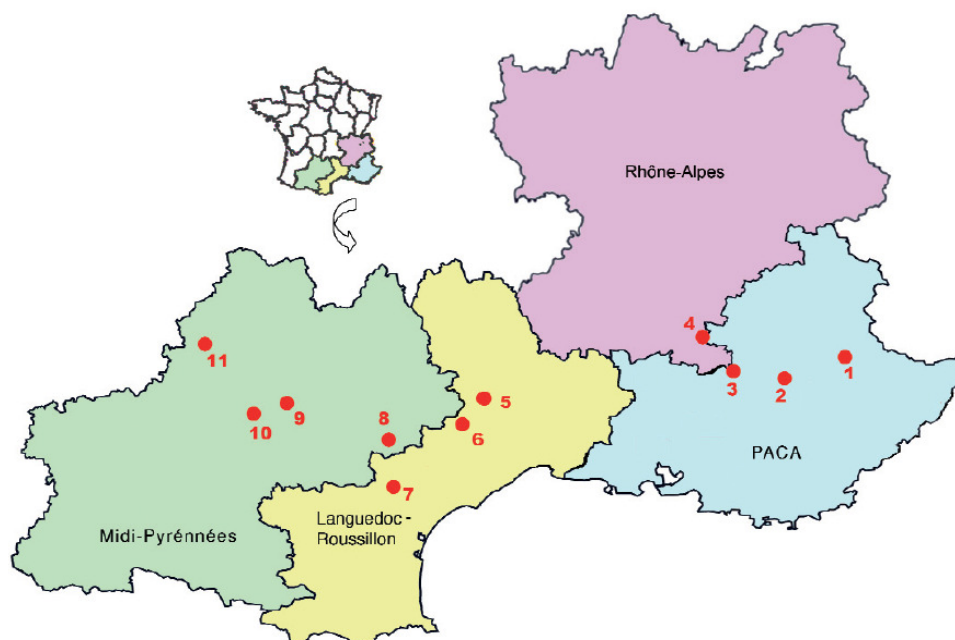 Rhône-Alpes
4
11
3
1
2
5
9
10
8
6
PACA
7
Languedoc -
Roussillon
Midi-Pyrénnées